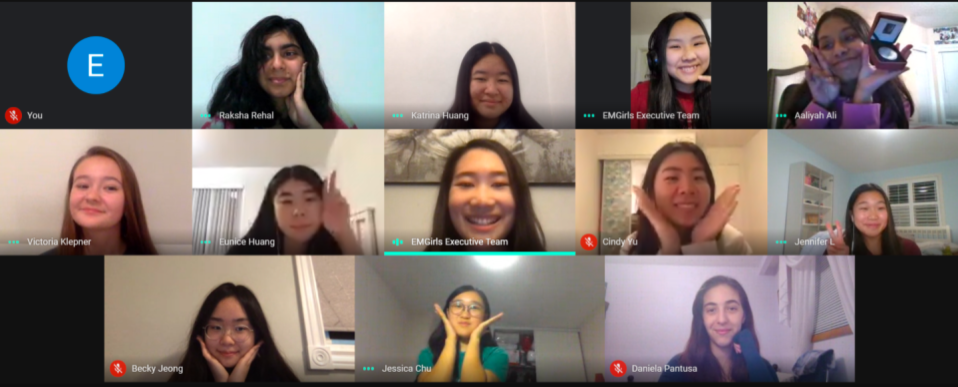 E
You
Raksha Rehal
Katrina Huang
EMGirls Executive Team
Aaliyah Ali
Victoria Klepner
Eunice Huang
EMGirls Executive Team
Cindy Yu
Jennifer L
Becky Jeong
Jessica Chu
Daniela Pantusa